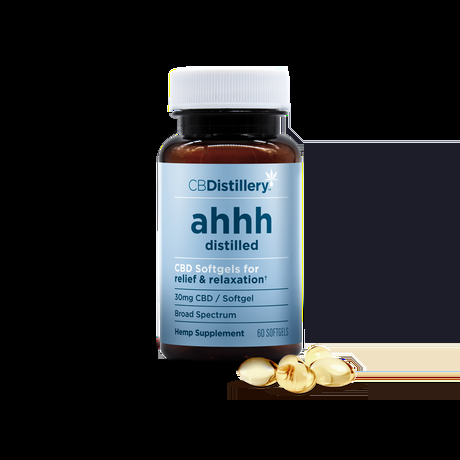 CBDistillery
ahhh
distilled
CBD Softgels for
relief & relaxation†
30mg CBD / Softgel
Broad Spectrum
Hemp Supplement 60 SOFTGELS